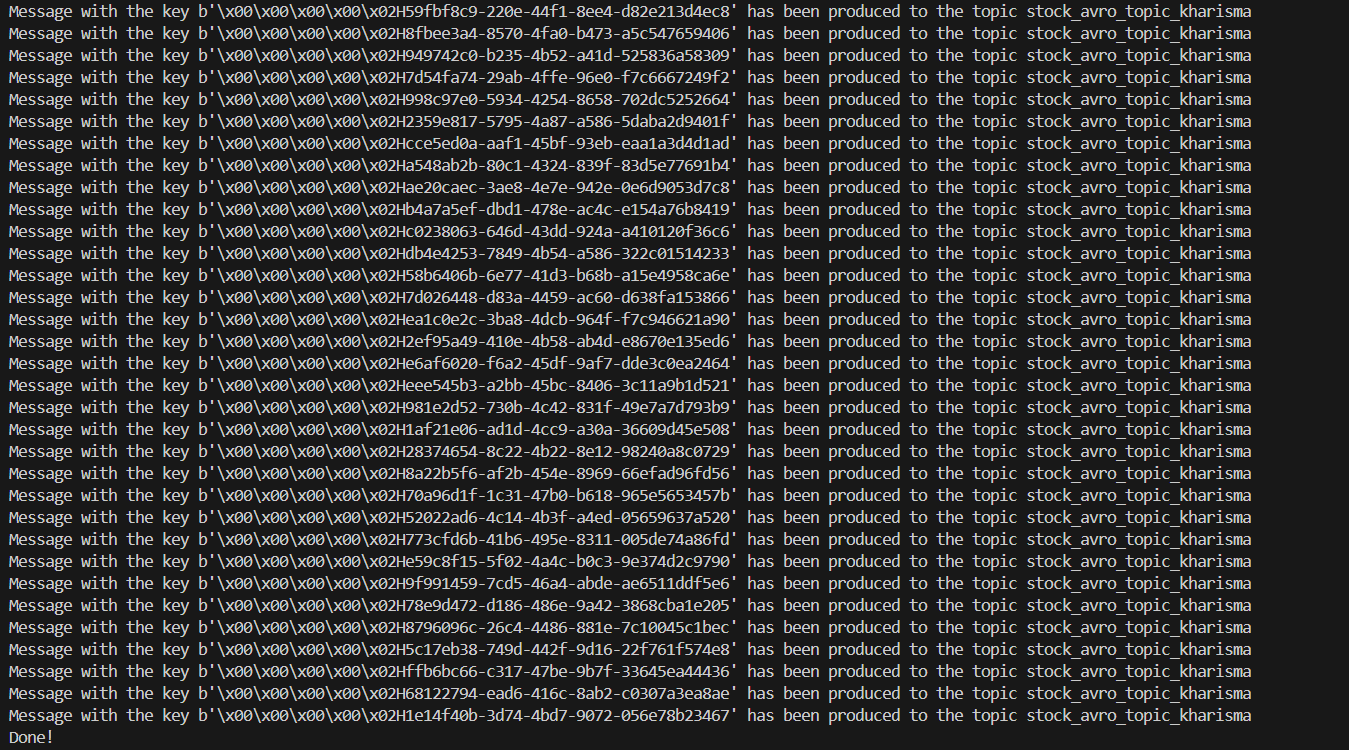 Message with the key b'\x00\x00\x00\x00\x02H59fbf8c9-220e-44f1-8ee4-d82e213d4ec8' has been produced to the topic stock_avro_topic_kharisma
Message with the key b'\x00\x00\x00\x00\x02H8fbee3a4-8570-4fa0-b473-a5c547659406' has been produced to the topic stock_avro_topic_kharisma
Message with the key b'\x00\x00\x00\x00\x02H949742c0-b235-4b52-a41d-525836a58309' has been produced to the topic stock_avro_topic_kharisma
Message with the key b'\x00\x00\x00\x00\x02H7d54fa74-29ab-4ffe-96e0-f7c6667249f2' has been produced to the topic stock_avro_topic_kharisma
Message with the key b'\x00\x00\x00\x00\x02H998c97e0-5934-4254-8658-702dc5252664' has been produced to the topic stock_avro_topic_kharisma
Message with the key b'\x00\x00\x00\x00\x02H2359e817-5795-4a87-a586-5daba2d9401f' has been produced to the topic stock_avro_topic_kharisma
Message with the key b'\x00\x00\x00\x00\x02Hcce5ed0a-aaf1-45bf-93eb-eaa1a3d4d1ad' has been produced to the topic stock_avro_topic_kharisma
Message with the key b'\x00\x00\x00\x00\x02Ha548ab2b-80c1-4324-839f-83d5e77691b4' has been produced to the topic stock_avro_topic_kharisma
Message with the key b'\x00\x00\x00\x00\x02Hae20caec-3ae8-4e7e-942e-0e6d9053d7c8' has been produced to the topic stock_avro_topic_kharisma
Message with the key b'\x00\x00\x00\x00\x02Hb4a7a5ef-dbd1-478e-ac4c-e154a76b8419' has been produced to the topic stock_avro_topic_kharisma
Message with the key b'\x00\x00\x00\x00\x02Hc0238063-646d-43dd-924a-a410120f36c6' has been produced to the topic stock_avro_topic_kharisma
Message with the key b'\x00\x00\x00\x00\x02Hdb4e4253-7849-4b54-a586-322c01514233' has been produced to the topic stock_avro_topic_kharisma
Message with the key b'\x00\x00\x00\x00\x02H58b6406b-6e77-41d3-b68b-a15e4958ca6e' has been produced to the topic stock_avro_topic_kharisma
Message with the key b'\x00\x00\x00\x00\x02H7d026448-d83a-4459-ac60-d638fa153866' has been produced to the topic stock_avro_topic_kharisma
Message with the key b'\x00\x00\x00\x00\x02Hea1c0e2c-3ba8-4dcb-964f-f7c946621a90' has been produced to the topic stock_avro_topic_kharisma
Message with the key b'\x00\x00\x00\x00\x02H2ef95a49-410e-4b58-ab4d-e8670e135ed6' has been produced to the topic stock_avro_topic_kharisma
Message with the key b'\x00\x00\x00\x00\x02He6af6020-f6a2-45df-9af7-dde3c0ea2464' has been produced to the topic stock_avro_topic_kharisma
Message with the key b'\x00\x00\x00\x00\x02Heee545b3-a2bb-45bc-8406-3c11a9b1d521' has been produced to the topic stock_avro_topic_kharisma
Message with the key b'\x00\x00\x00\x00\x02H981e2d52-730b-4c42-831f-49e7a7d793b9' has been produced to the topic stock_avro_topic_kharisma
Message with the key b'\x00\x00\x00\x00\x02H1af21e06-ad1d-4cc9-a30a-36609d45e508' has been produced to the topic stock_avro_topic_kharisma
Message with the key b'\x00\x00\x00\x00\x02H28374654-8c22-4b22-8e12-98240a8c0729' has been produced to the topic stock_avro_topic_kharisma
Message with the key b'\x00\x00\x00\x00\x02H8a22b5f6-af2b-454e-8969-66efad96fd56' has been produced to the topic stock_avro_topic_kharisma
Message with the key b'\x00\x00\x00\x00\x02H70a96d1f-1c31-47b0-b618-965e5653457b' has been produced to the topic stock_avro_topic_kharisma
Message with the key b'\x00\x00\x00\x00\x02H52022ad6-4c14-4b3f-a4ed-05659637a520' has been produced to the topic stock_avro_topic_kharisma
Message with the key b'\x00\x00\x00\x00\x02H773cfd6b-41b6-495e-8311-005de74a86fd' has been produced to the topic stock_avro_topic_kharisma
Message with the key b'\x00\x00\x00\x00\x02He59c8f15-5f02-4a4c-b0c3-9e374d2c9790' has been produced to the topic stock_avro_topic_kharisma
Message with the key b'\x00\x00\x00\x00\x02H9f991459-7cd5-46a4-abde-ae6511ddf5e6' has been produced to the topic stock_avro_topic_kharisma
Message with the key b'\x00\x00\x00\x00\x02H78e9d472-d186-486e-9a42-3868cba1e205' has been produced to the topic stock_avro_topic_kharisma
Message with the key b'\x00\x00\x00\x00\x02H8796096c-26c4-4486-881e-7c10045c1bec' has been produced to the topic stock_avro_topic_kharisma
Message with the key b'\x00\x00\x00\x00\x02H5c17eb38-749d-442f-9d16-22f761f574e8' has been produced to the topic stock_avro_topic_kharisma
Message with the key b'\x00\x00\x00\x00\x02Hffb6bc66-c317-47be-9b7f-33645ea44436' has been produced to the topic stock_avro_topic_kharisma
Message with the key b'\x00\x00\x00\x00\x02H68122794-ead6-416c-8ab2-c0307a3ea8ae' has been produced to the topic stock_avro_topic_kharisma
Message with the key b'\x00\x00\x00\x00\x02H1e14f40b-3d74-4bd7-9072-056e78b23467' has been produced to the topic stock_avro_topic_kharisma
Done!